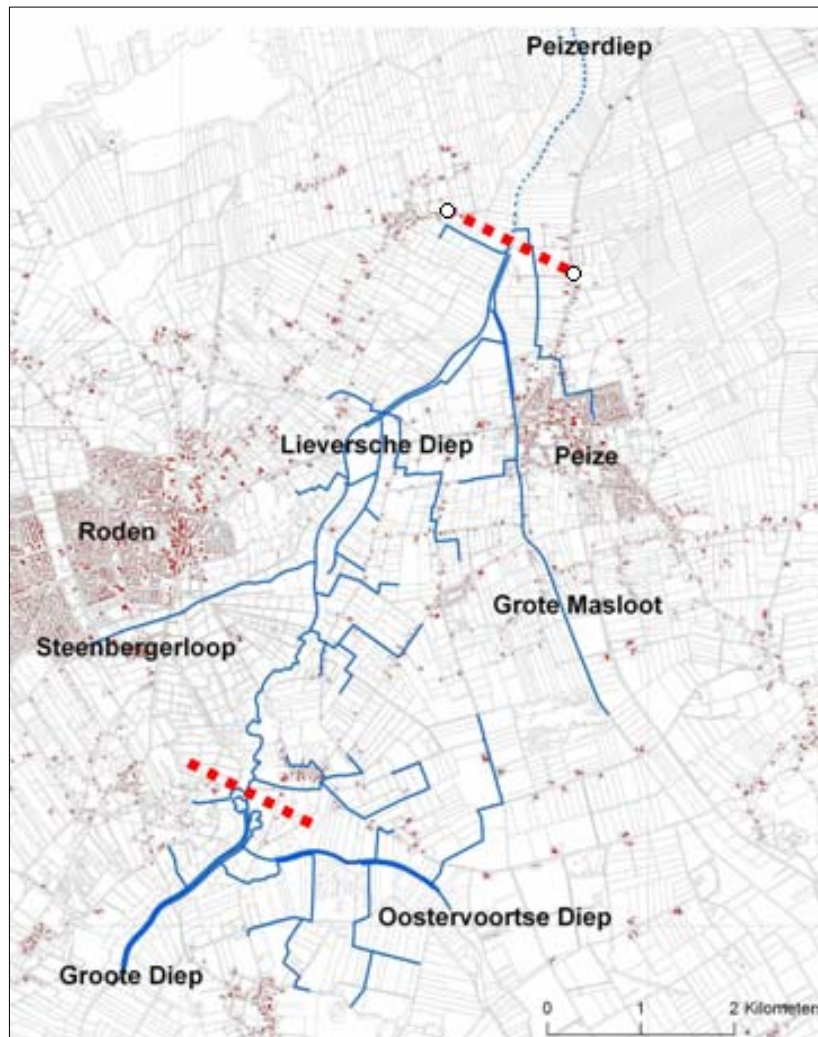 Peizerdiep
Lieversche Diep
Peize
Roden
Grote Masloot
Steenbergerloop
Oostervoortse Diep
Groote Diep
0 1 2 Kilometers